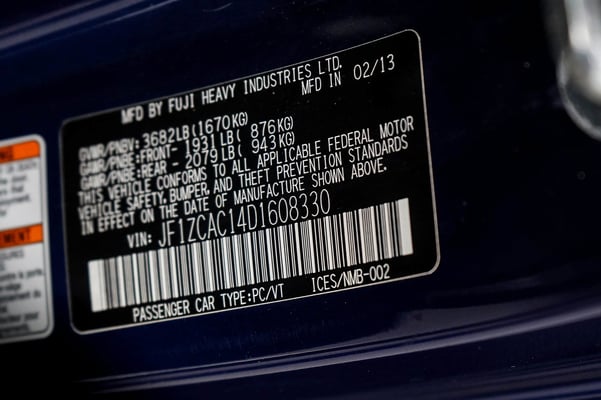 MFD BY FUJI HEAVY INDUSTRIES LTD.
MFD IN 02/13
GVWR/PNBV: 3682LB(1670KG)
GAWR/PNBE:FRONT- 1931LB( 876KG)
GAWR/PNBE:REAR - 2079LB( 943KG)
THIS VEHICLE CONFORMS TO ALL APPLICABLE FEDERAL MOTOR
VEHICLE SAFETY, BUMPER, AND THEFT PREVENTION STANDARDS
IN EFFECT ON THE DATE OF MANUFACTURE SHOWN ABOVE.
VIN: JF1ZCAC14D1608330
PASSENGER CAR TYPE:PC/VT ICES/NMB-002